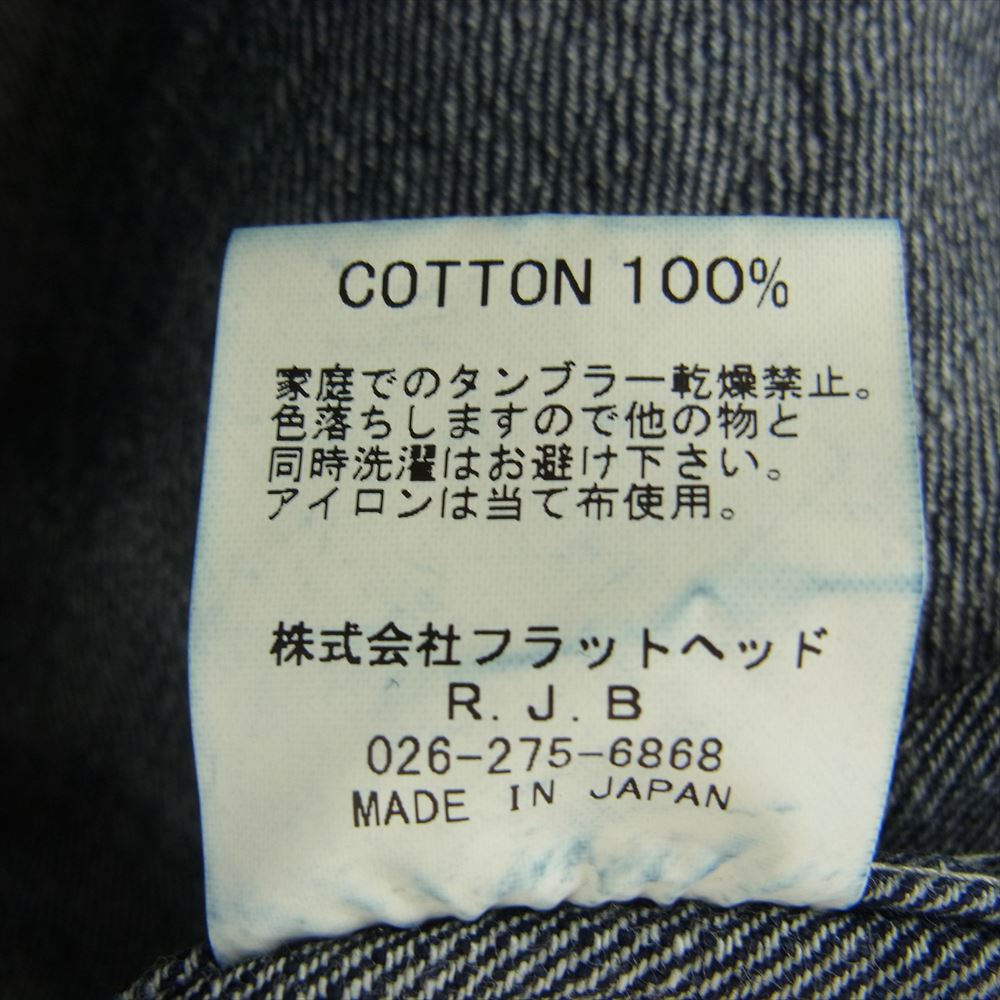 COTTON 100%
家庭でのタンブラー乾燥禁止。
色落ちしますので他の物と
同時洗濯はお避け下さい。
アイロンは当て布使用。
株式会社フラットヘッド
R.J.B
026-275-6868
MADE IN JAPAN